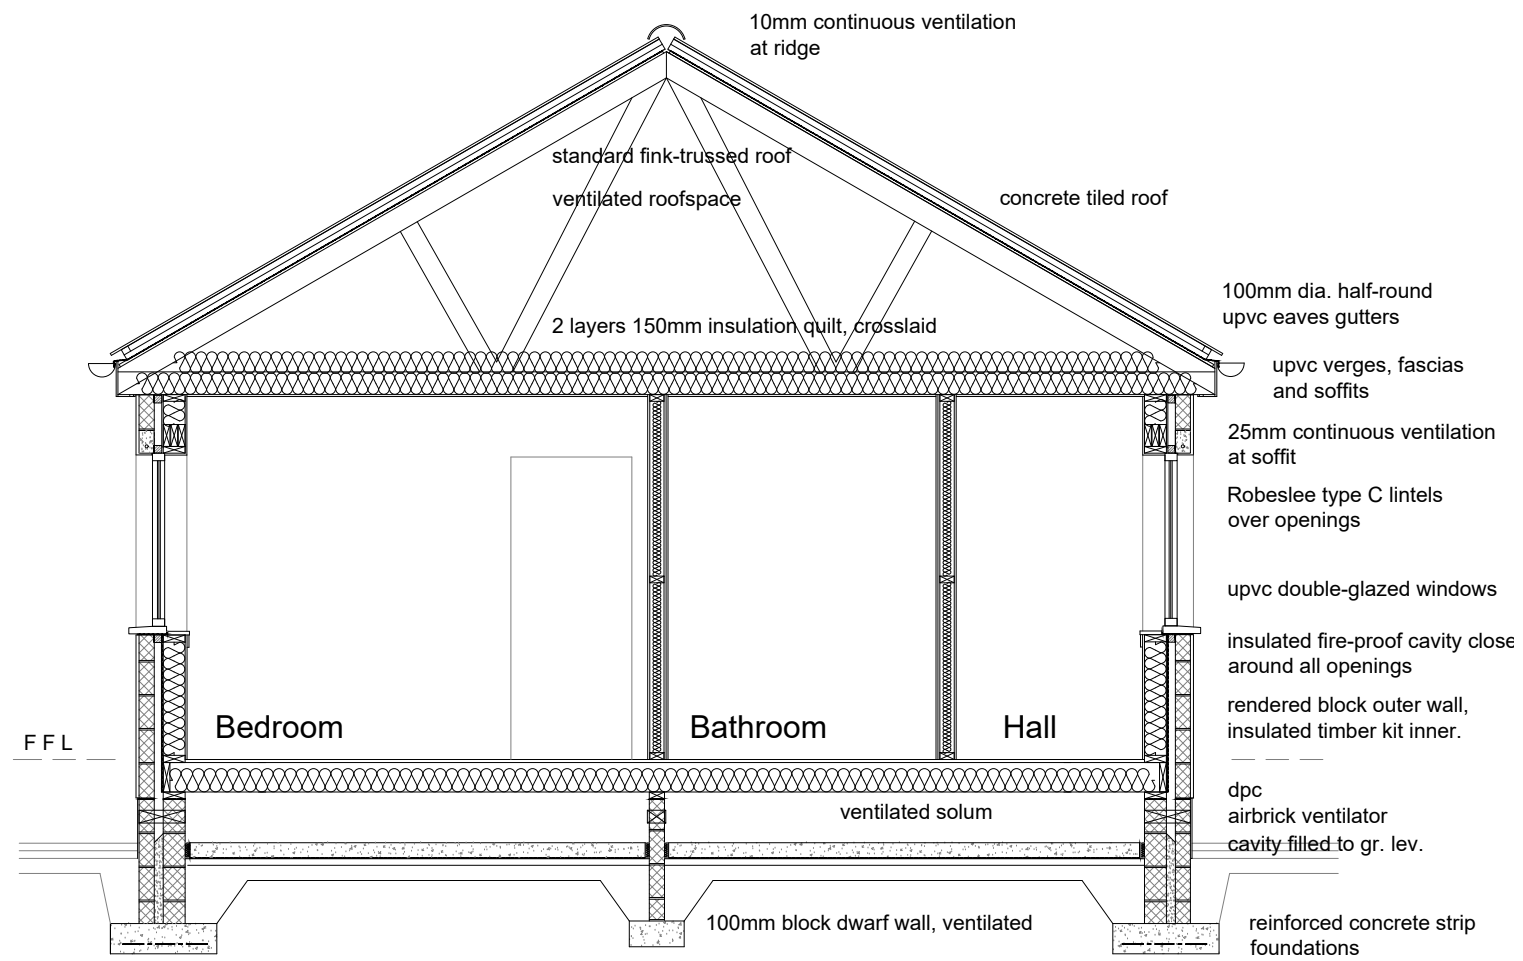 10mm continuous ventilation
at ridge
standard fink-trussed roof
ventilated roofspace
concrete tiled roof
100mm dia. half-round
upvc eaves gutters
2 layers 150mm insulation quilt, crosslaid
upvc verges, fascias
and soffits
25mm continuous ventilation
at soffit
Robeslee type C lintels
over openings
upvc double-glazed windows
insulated fire-proof cavity close
around all openings
rendered block outer wall,
insulated timber kit inner.
Bedroom
Bathroom
Hall
F F L
dpc
airbrick ventilator
cavity filled to gr. lev.
ventilated solum
100mm block dwarf wall, ventilated
reinforced concrete strip
foundations